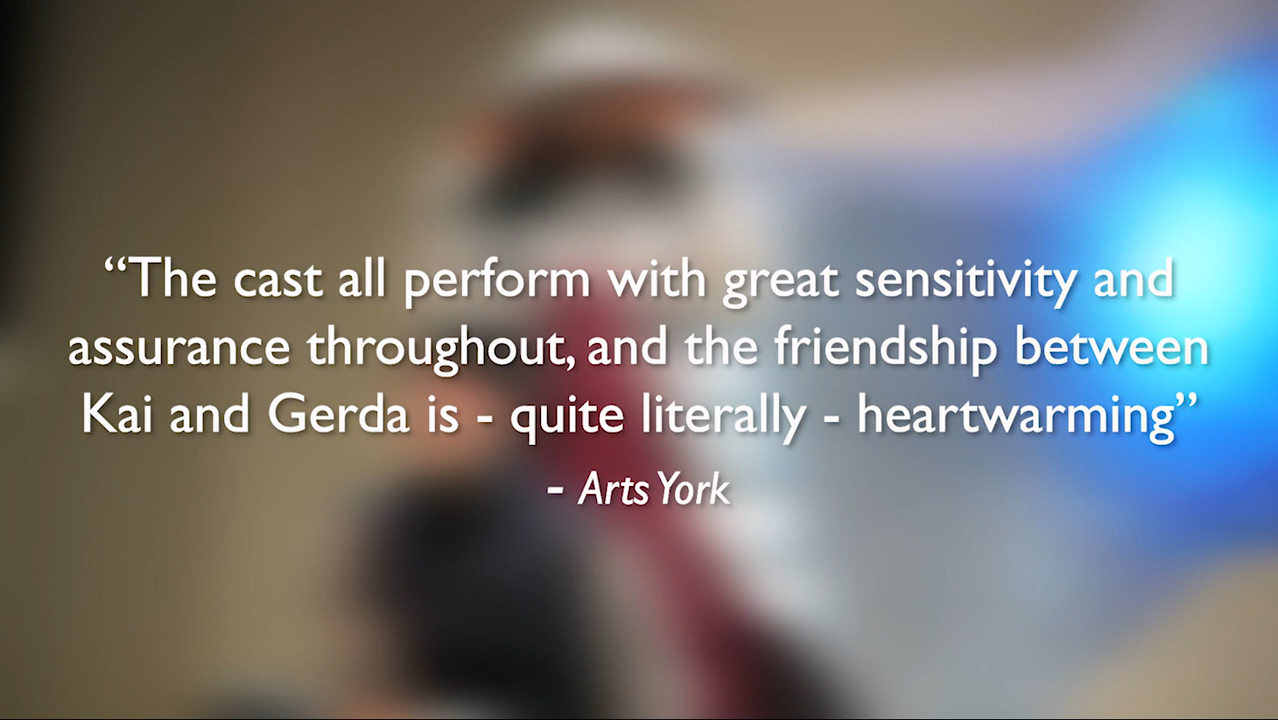 “The cast all perform with great sensitivity and
assurance throughout, and the friendship between
Kai and Gerda is - quite literally - heartwarming”
- Arts York